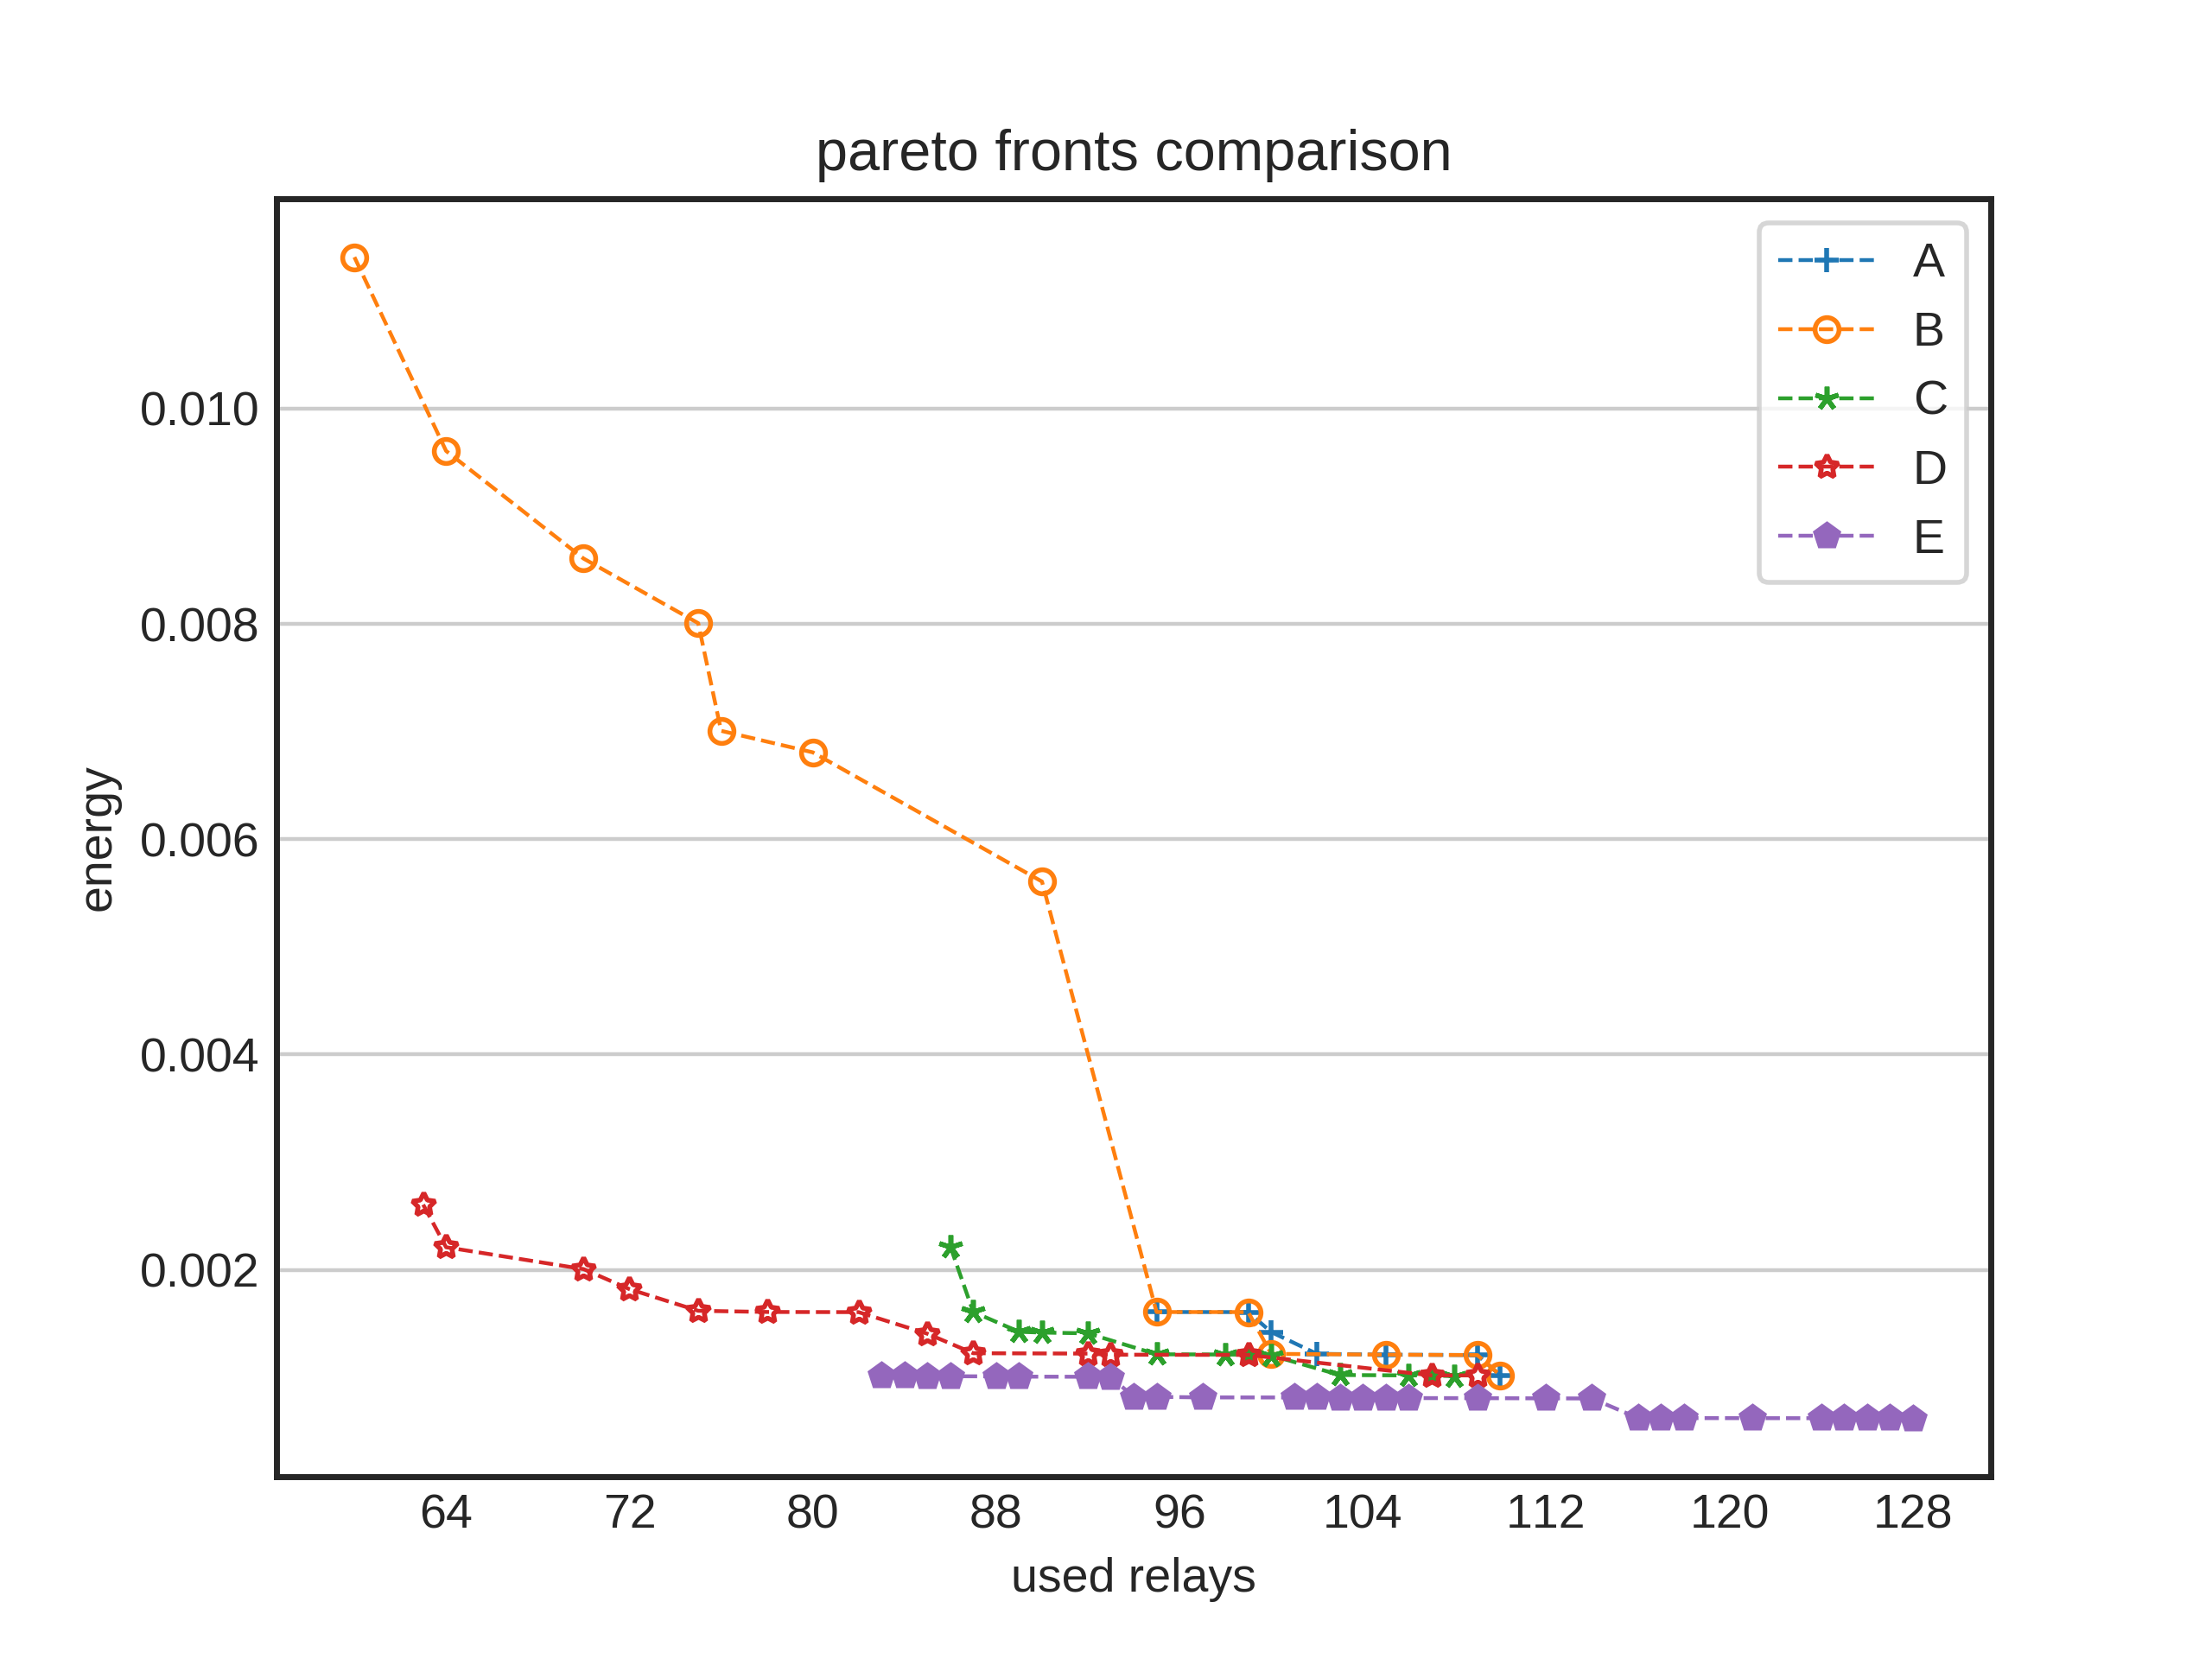 pareto fronts comparison
A
B
C
D
E
0.010
0.008
0.006
0.004
0.002
energy
64 72 80 88 96 104 112 120 128
used relays